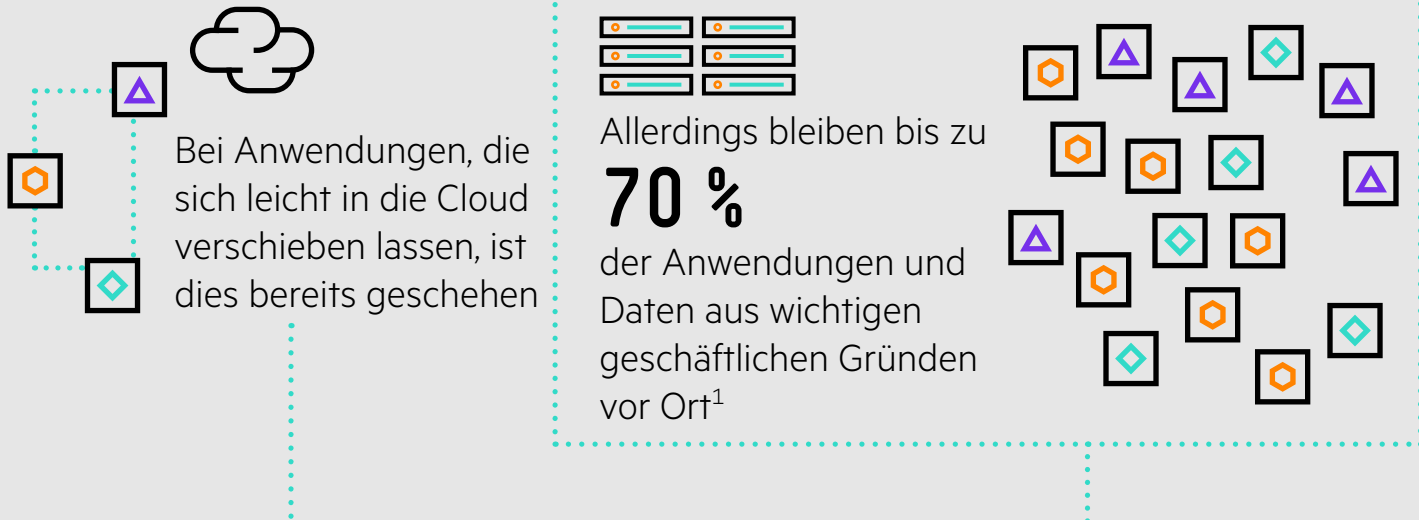 Bei Anwendungen, die
sich leicht in die Cloud
verschieben lassen, ist
dies bereits geschehen
Allerdings bleiben bis zu
70 %
der Anwendungen und
Daten aus wichtigen
geschäftlichen Gründen
vor Ort¹